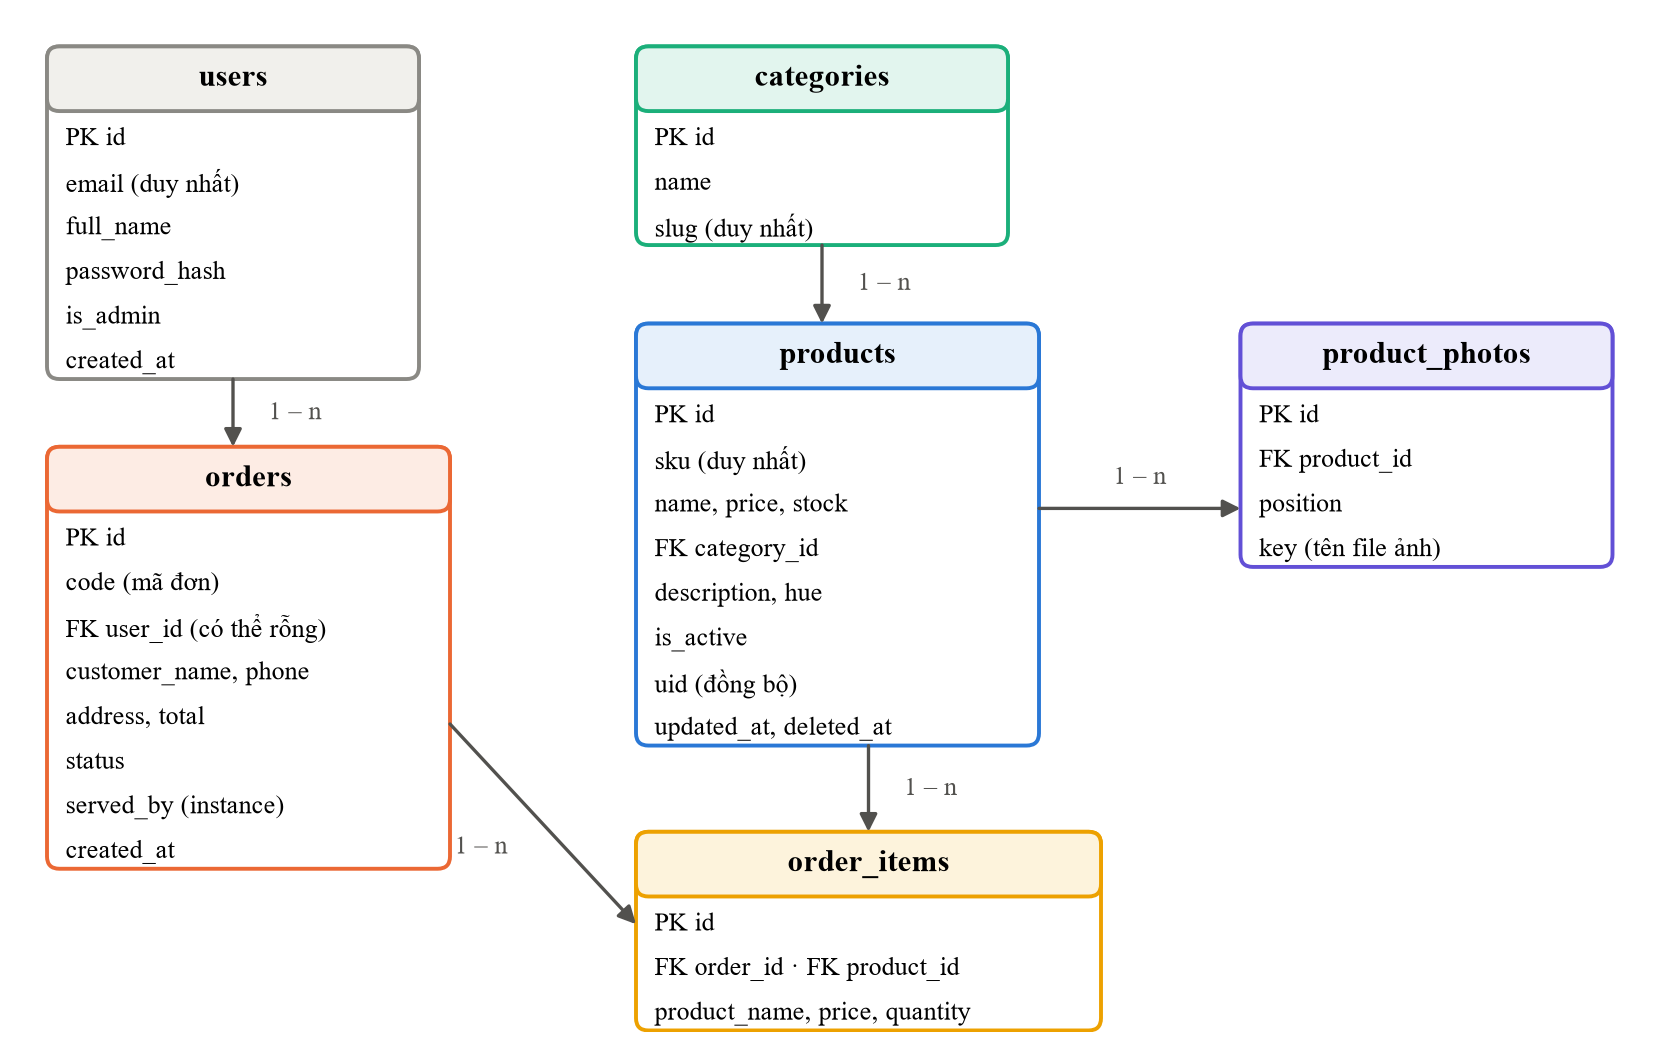 users
PK id
email (duy nhất)
full_name
password_hash
is_admin
created_at
1 – n
orders
PK id
code (mã đơn)
FK user_id (có thể rỗng)
customer_name, phone
address, total
status
served_by (instance)
created_at
1 – n
categories
PK id
name
slug (duy nhất)
1 – n
products
PK id
sku (duy nhất)
name, price, stock
FK category_id
description, hue
is_active
uid (đồng bộ)
updated_at, deleted_at
1 – n
product_photos
PK id
FK product_id
position
key (tên file ảnh)
1 – n
order_items
PK id
FK order_id · FK product_id
product_name, price, quantity